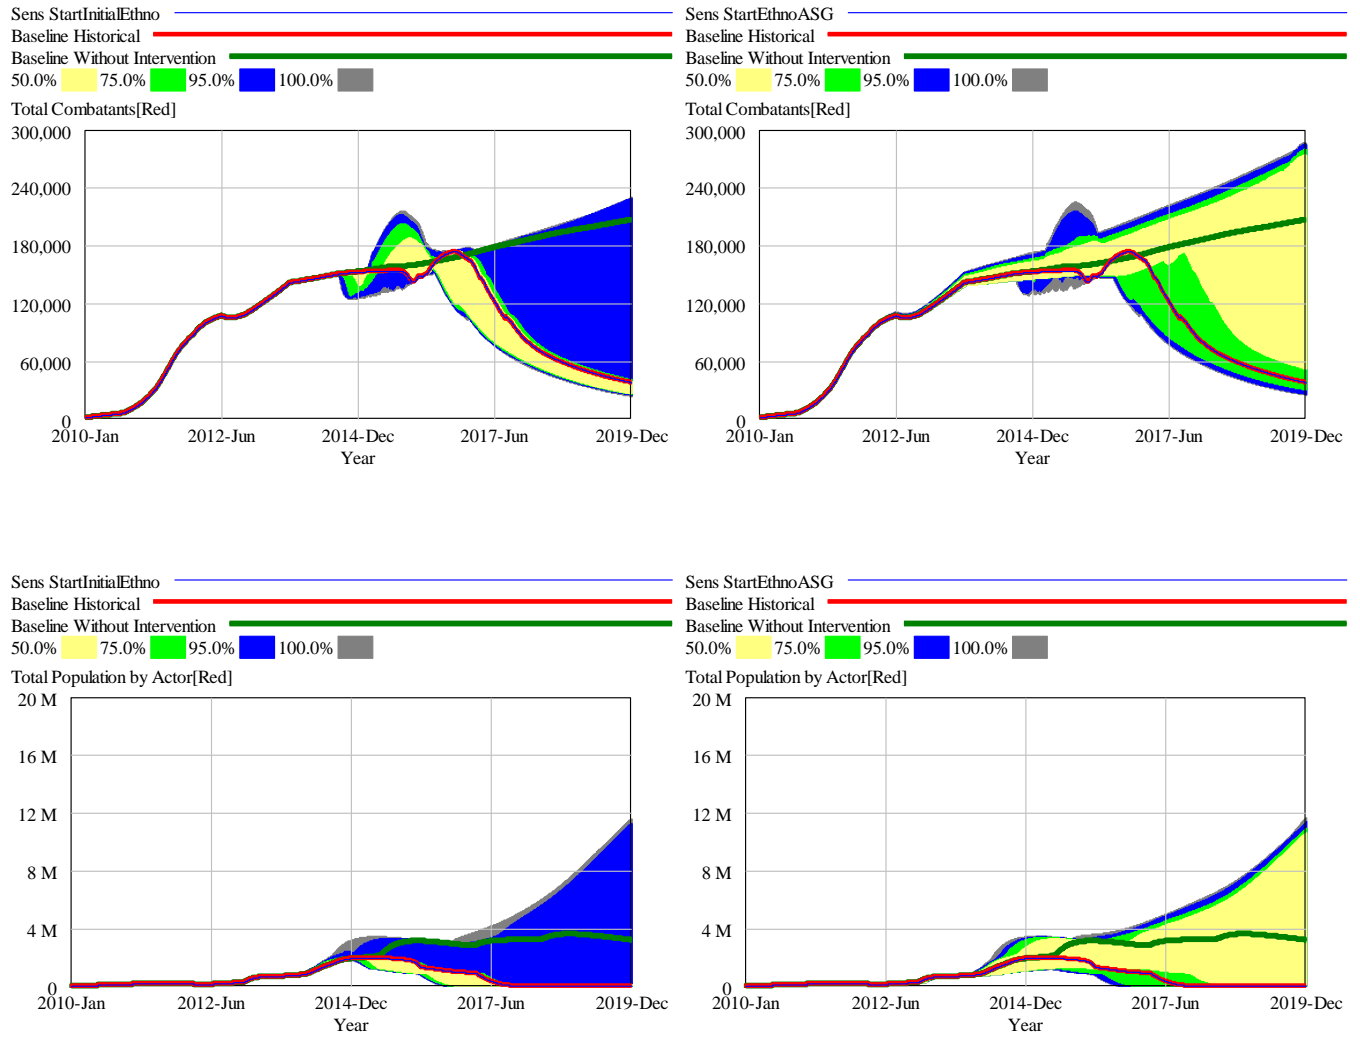 Sens StartInitialEthno
Baseline Historical
Baseline Without Intervention
50.0% 75.0% 95.0% 100.0%
Total Combatants[Red]
300,000
240,000
180,000
120,000
60,000
0
2010-Jan 2012-Jun 2014-Dec 2017-Jun 2019-Dec
Year
Sens StartEthnoASG
Baseline Historical
Baseline Without Intervention
50.0% 75.0% 95.0% 100.0%
Total Combatants[Red]
300,000
240,000
180,000
120,000
60,000
0
2010-Jan 2012-Jun 2014-Dec 2017-Jun 2019-Dec
Year
Sens StartInitialEthno
Baseline Historical
Baseline Without Intervention
50.0% 75.0% 95.0% 100.0%
Total Population by Actor[Red]
20 M
16 M
12 M
8 M
4 M
0
2010-Jan 2012-Jun 2014-Dec 2017-Jun 2019-Dec
Year
Sens StartEthnoASG
Baseline Historical
Baseline Without Intervention
50.0% 75.0% 95.0% 100.0%
Total Population by Actor[Red]
20 M
16 M
12 M
8 M
4 M
0
2010-Jan 2012-Jun 2014-Dec 2017-Jun 2019-Dec
Year